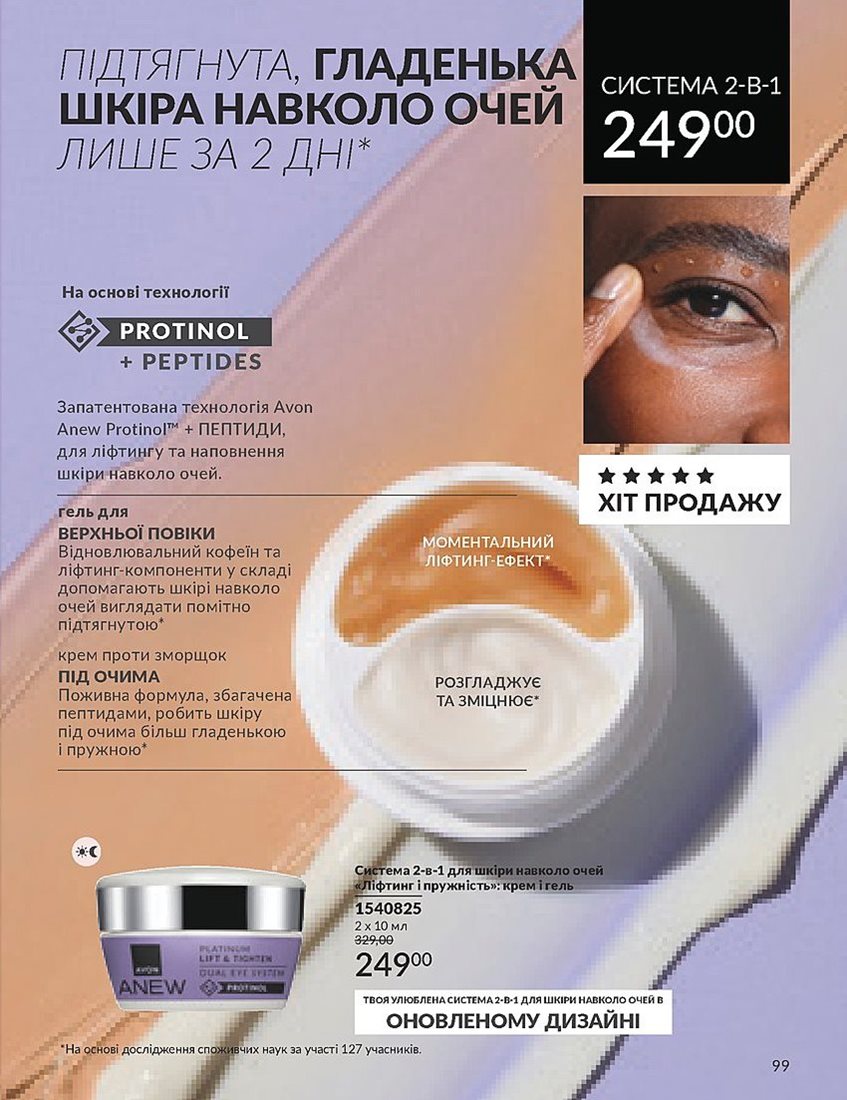 ПІДТЯГНУТА, ГЛАДЕНЬКА
ШКІРА НАВКОЛО ОЧЕЙ
ЛИШЕ ЗА 2 ДНІ*
СИСТЕМА 2-В-1
249⁰⁰
На основі технології
PROTINOL
+ PEPTIDES
Запатентована технологія Avon
Anew Protinol™ + ПЕПТИДИ,
для ліфтингу та наповнення
шкіри навколо очей.
ХІТ ПРОДАЖУ
гель для
ВЕРХНЬОЇ ПОВІКИ
Відновлювальний кофеїн та
ліфтинг-компоненти у складі
допомагають шкірі навколо
очей виглядати помітно
підтягнутою*
МОМЕНТАЛЬНИЙ
ЛІФТИНГ-ЕФЕКТ*
крем проти зморщок
ПІД ОЧИМА
Поживна формула, збагачена
пептидами, робить шкіру
під очима більш гладенькою
і пружною*
РОЗГЛАДЖУЄ
ТА ЗМІЦНЮЄ*
AVON
ANEW
PLATINUM
LIFT & TIGHTEN
DUAL EYE SYSTEM
PROTINOL
Система 2-в-1 для шкіри навколо очей
«Ліфтинг і пружність»: крем і гель
1540825
2 х 10 мл
329,00
249⁰⁰
ТВОЯ УЛЮБЛЕНА СИСТЕМА 2-В-1 ДЛЯ ШКІРИ НАВКОЛО ОЧЕЙ В
ОНОВЛЕНОМУ ДИЗАЙНІ
*На основі дослідження споживчих наук за участі 127 учасників.
99